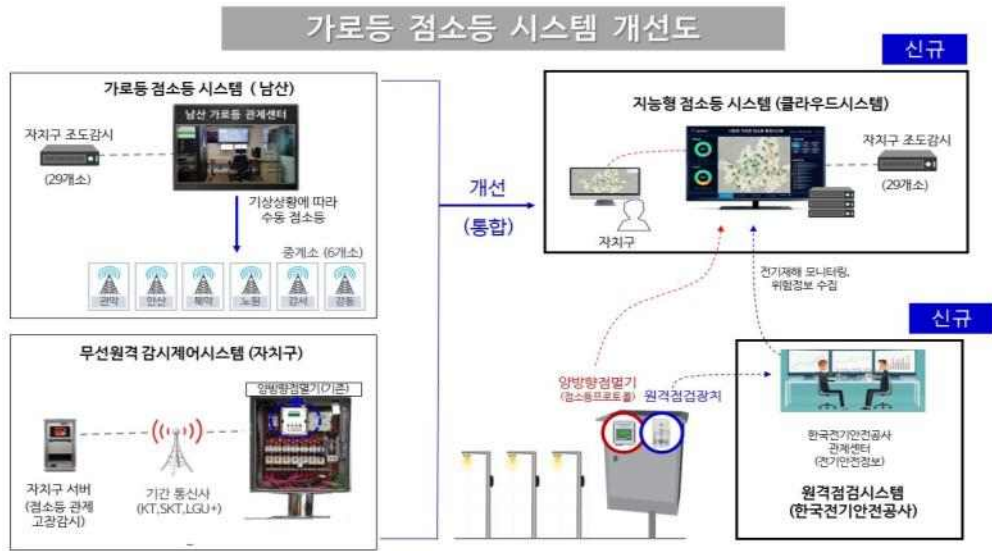 가로등 점소등 시스템 개선도
신규
가로등 점소등 시스템 ( 남산)
남산 가로등 관제센터
자치구 조도감시
(29개소)
기상상황에 따라
수동 점소등
중계소 (6개소)
관악
안산
북악
노원
강서
강동
개선
(통합)
지능형 점소등 시스템 (클라우드시스템)
자치구 조도감시
(29개소)
자치구
전기재해 모니터링,
위험정보 수집
신규
무선원격 감시제어시스템 (자치구)
양방향점멸기(기존)
자치구 서버
(점소등 관제
고장감시)
기간 통신사
(KT,SKT,LGU+)
양방향점멸기
(점소등프로토콜)
원격점검장치
한국전기안전공사
관제센터
(전기안전정보)
원격점검시스템
(한국전기안전공사)